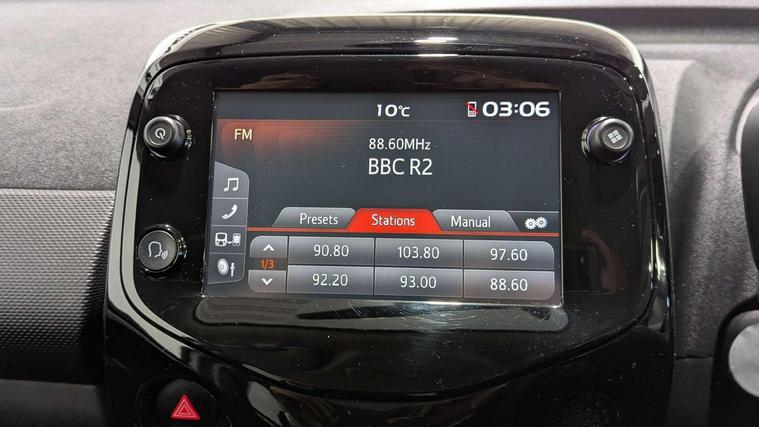 10°C 03:06
FM
88.60MHz
BBC R2
Presets Stations Manual
90.80 103.80 97.60
1/3
92.20 93.00 88.60